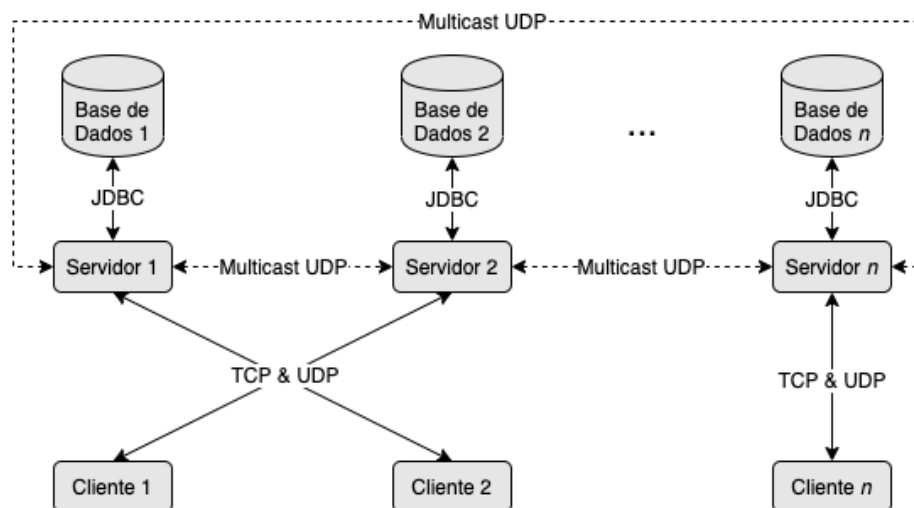 Multicast UDP
Base de
Dados 1
Base de
Dados 2
...
Base de
Dados n
JDBC
JDBC
JDBC
Servidor 1
Multicast UDP
Servidor 2
Multicast UDP
Servidor n
TCP & UDP
TCP & UDP
Cliente 1
Cliente 2
Cliente n